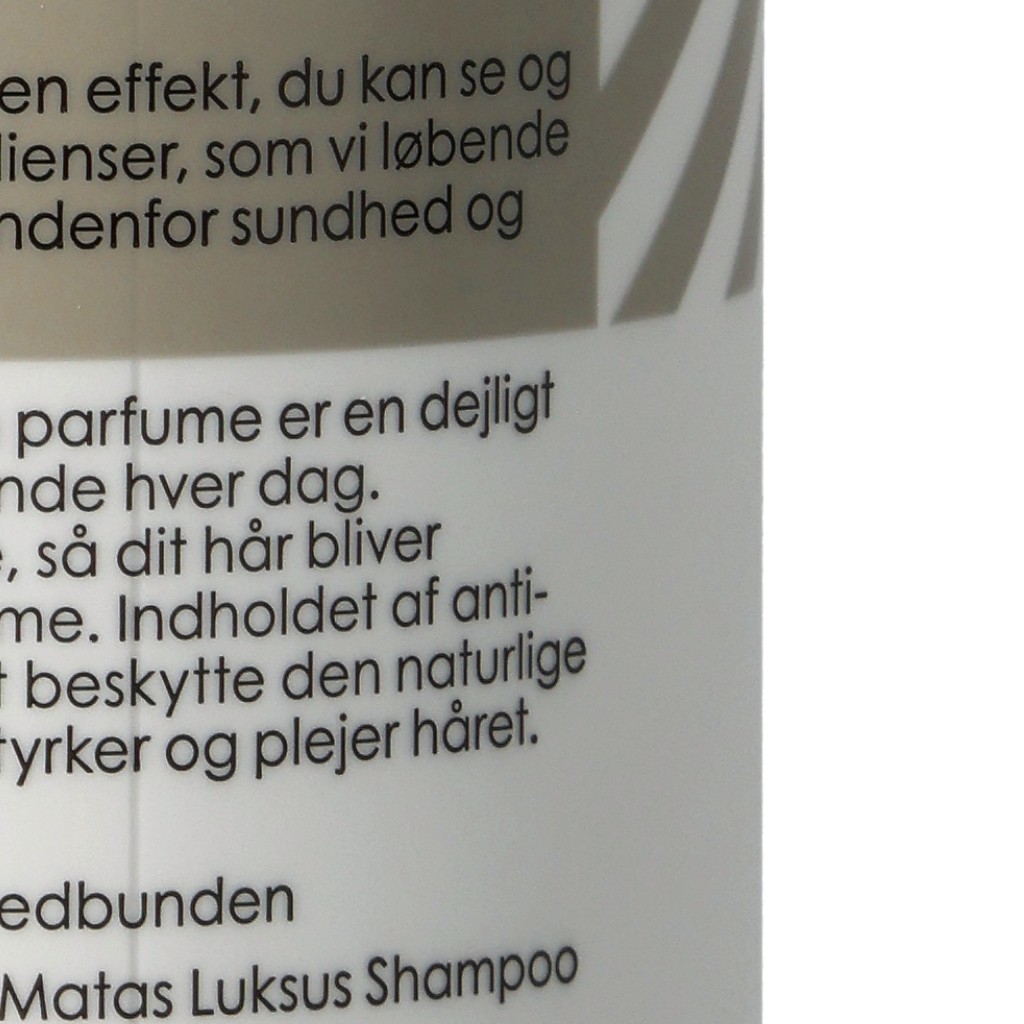 en effekt, du kan se og
lienser, som vi løbende
ndenfor sundhed og
parfume er en dejligt
nde hver dag.
, så dit hår bliver
me. Indholdet af anti-
t beskytte den naturlige
tyrker og plejer håret.
edbunden
Matas Luksus Shampoo